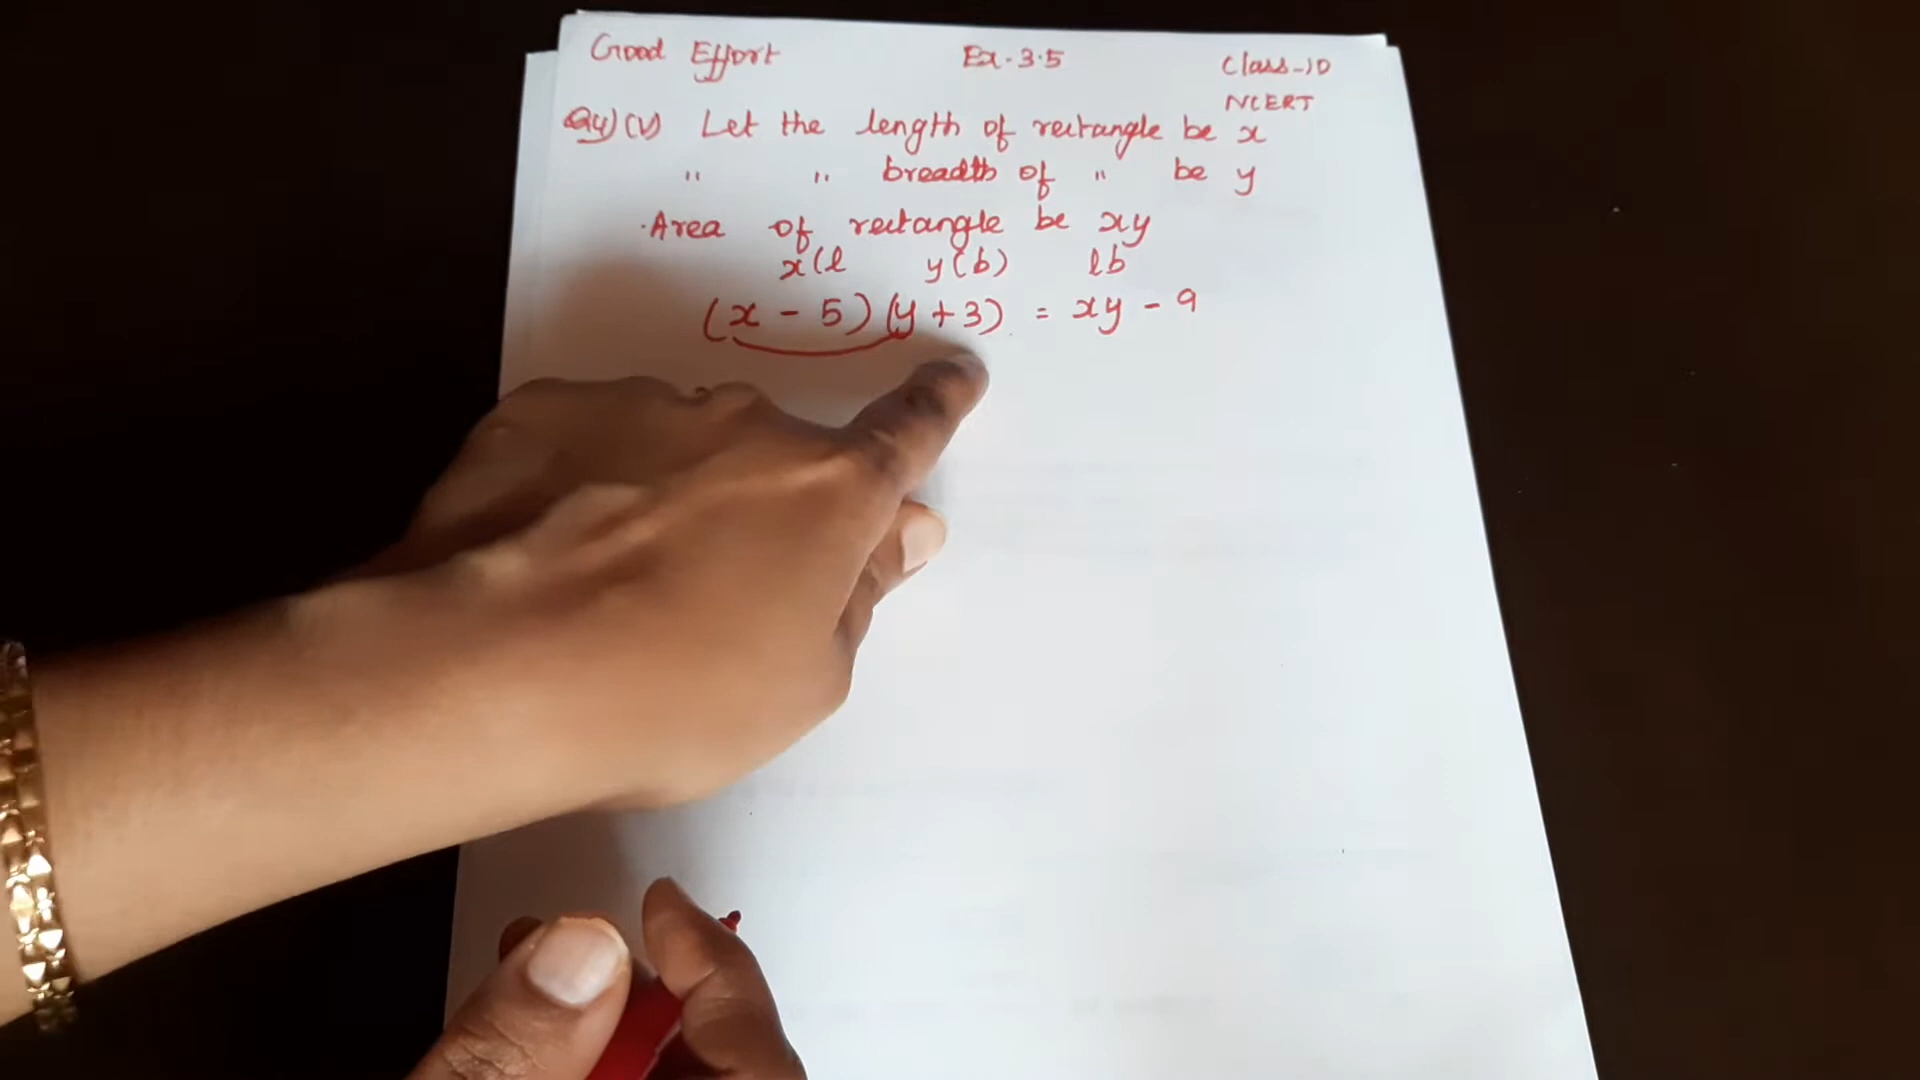 Good Effort Ex-3.5 Class-10
NCERT
Q4) (V) Let the length of rectangle be x
" " breadth of " be y
Area of rectangle be xy
x(l y(b) lb
(x - 5) (y + 3) = xy - 9